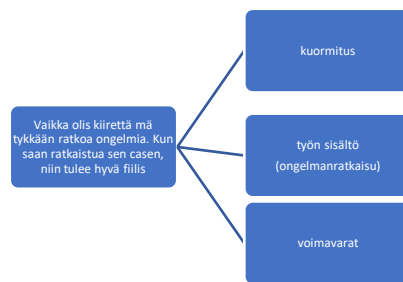 Vaikka olis kiirettä mä
tykkään ratkoa ongelmia. Kun
saan ratkaistua sen casen,
niin tulee hyvä fiilis
kuormitus
työn sisältö
(ongelmanratkaisu)
voimavarat